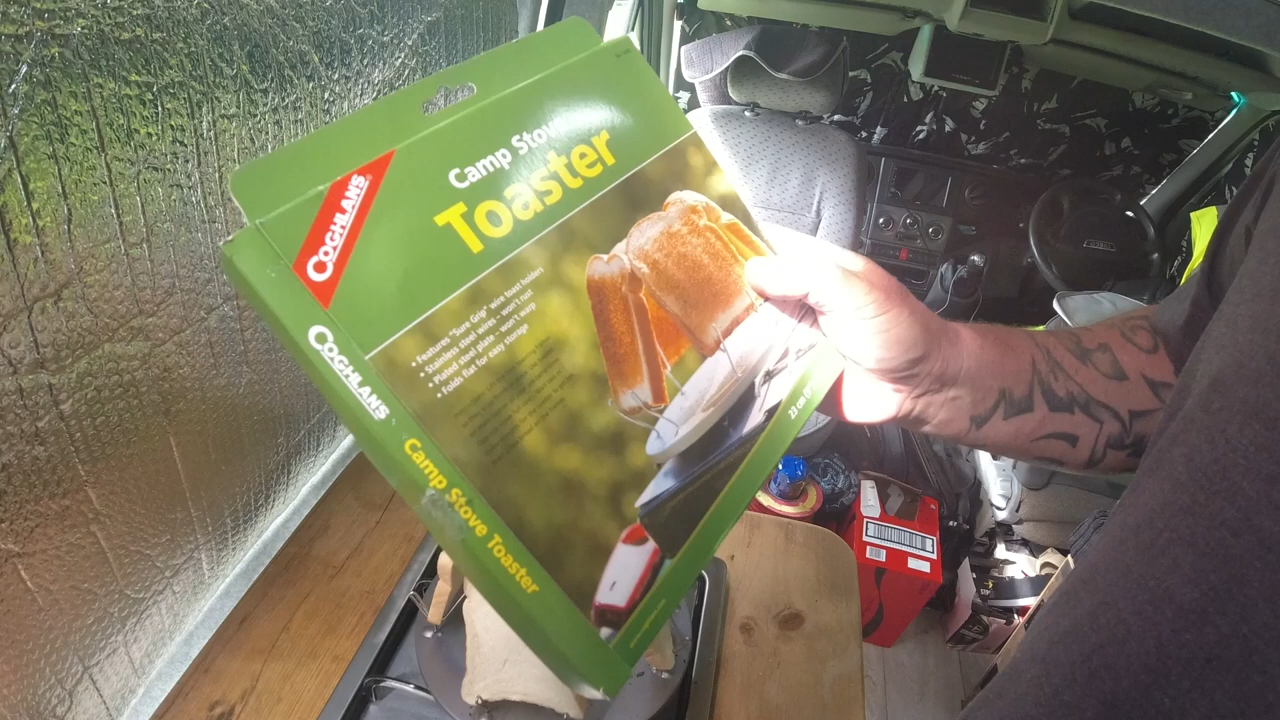 Camp Stove
Toaster
COGHLAN'S
• Features "Sure Grip" wire toast holders
• Stainless steel wires – won't rust
• Plated steel plate – won't warp
• Folds flat for easy storage
COGHLAN'S
Camp Stove Toaster